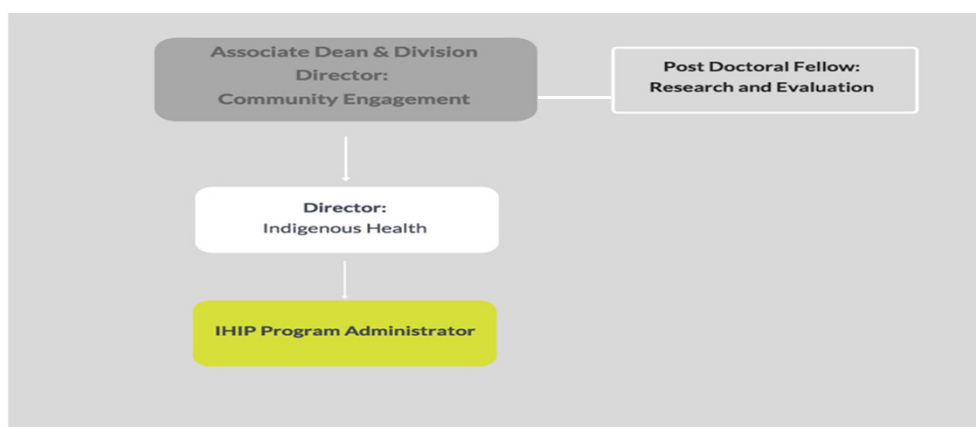 Associate Dean & Division
Director:
Community Engagement
Post Doctoral Fellow:
Research and Evaluation
Director:
Indigenous Health
IHIP Program Administrator